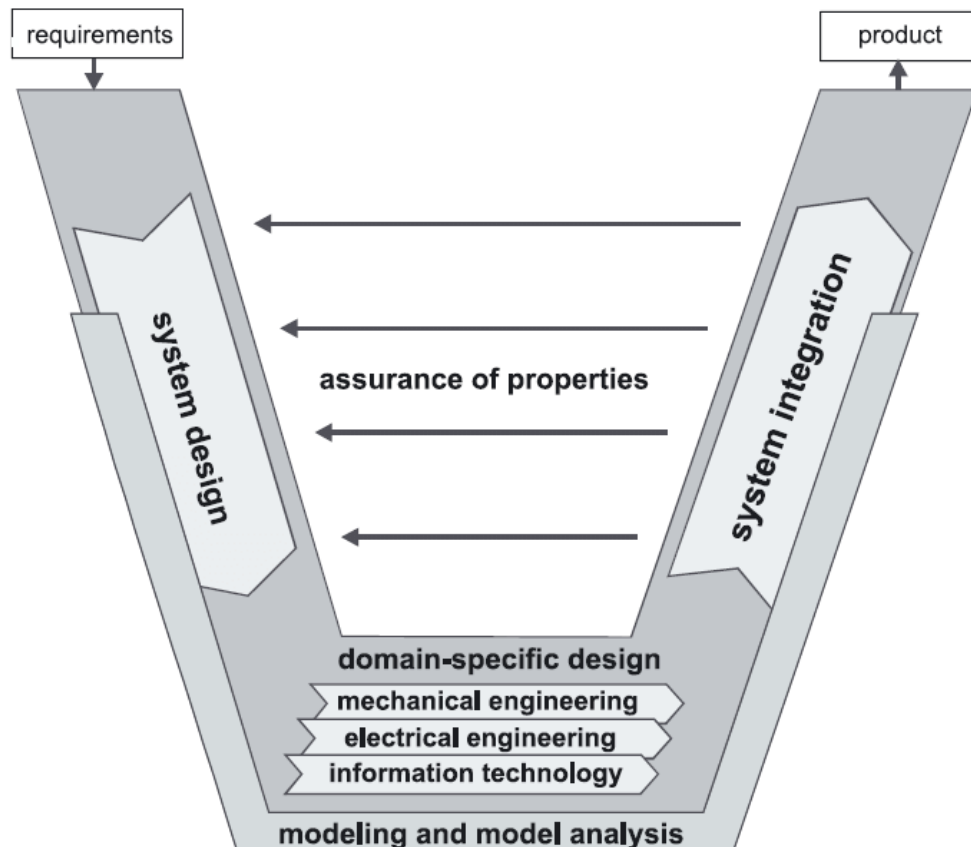 requirements
product
system design
assurance of properties
system integration
domain-specific design
mechanical engineering
electrical engineering
information technology
modeling and model analysis